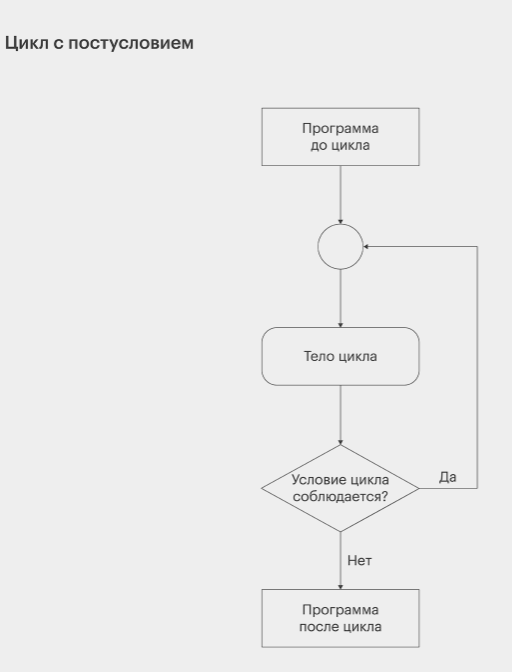 Цикл с постусловием
Программа
до цикла
Тело цикла
Условие цикла
соблюдается?
Да
Нет
Программа
после цикла